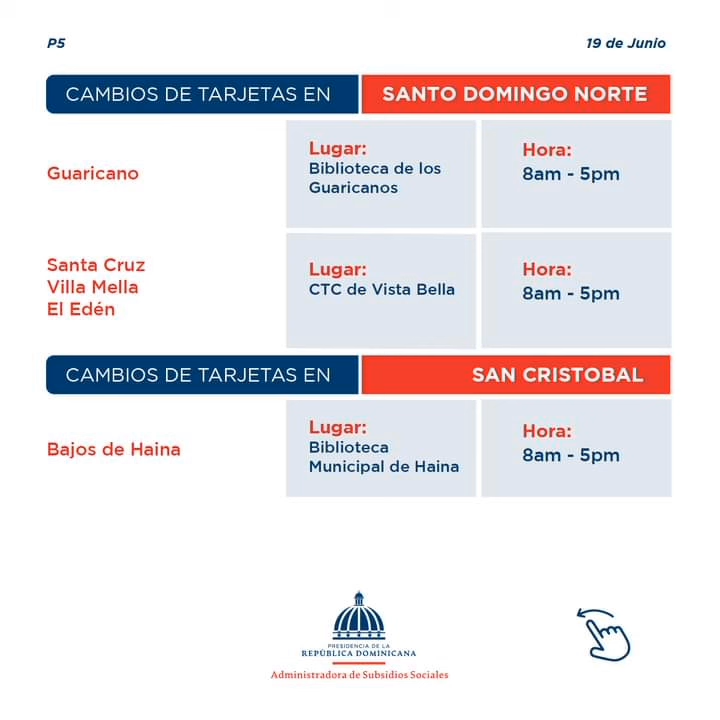 P5
19 de Junio
CAMBIOS DE TARJETAS EN
SANTO DOMINGO NORTE
Guaricano
Lugar:
Biblioteca de los
Guaricanos
Hora:
8am - 5pm
Santa Cruz
Villa Mella
El Edén
Lugar:
CTC de Vista Bella
Hora:
8am - 5pm
CAMBIOS DE TARJETAS EN
SAN CRISTOBAL
Bajos de Haina
Lugar:
Biblioteca
Municipal de Haina
Hora:
8am - 5pm
PRESIDENCIA DE LA
REPÚBLICA DOMINICANA
Administradora de Subsidios Sociales